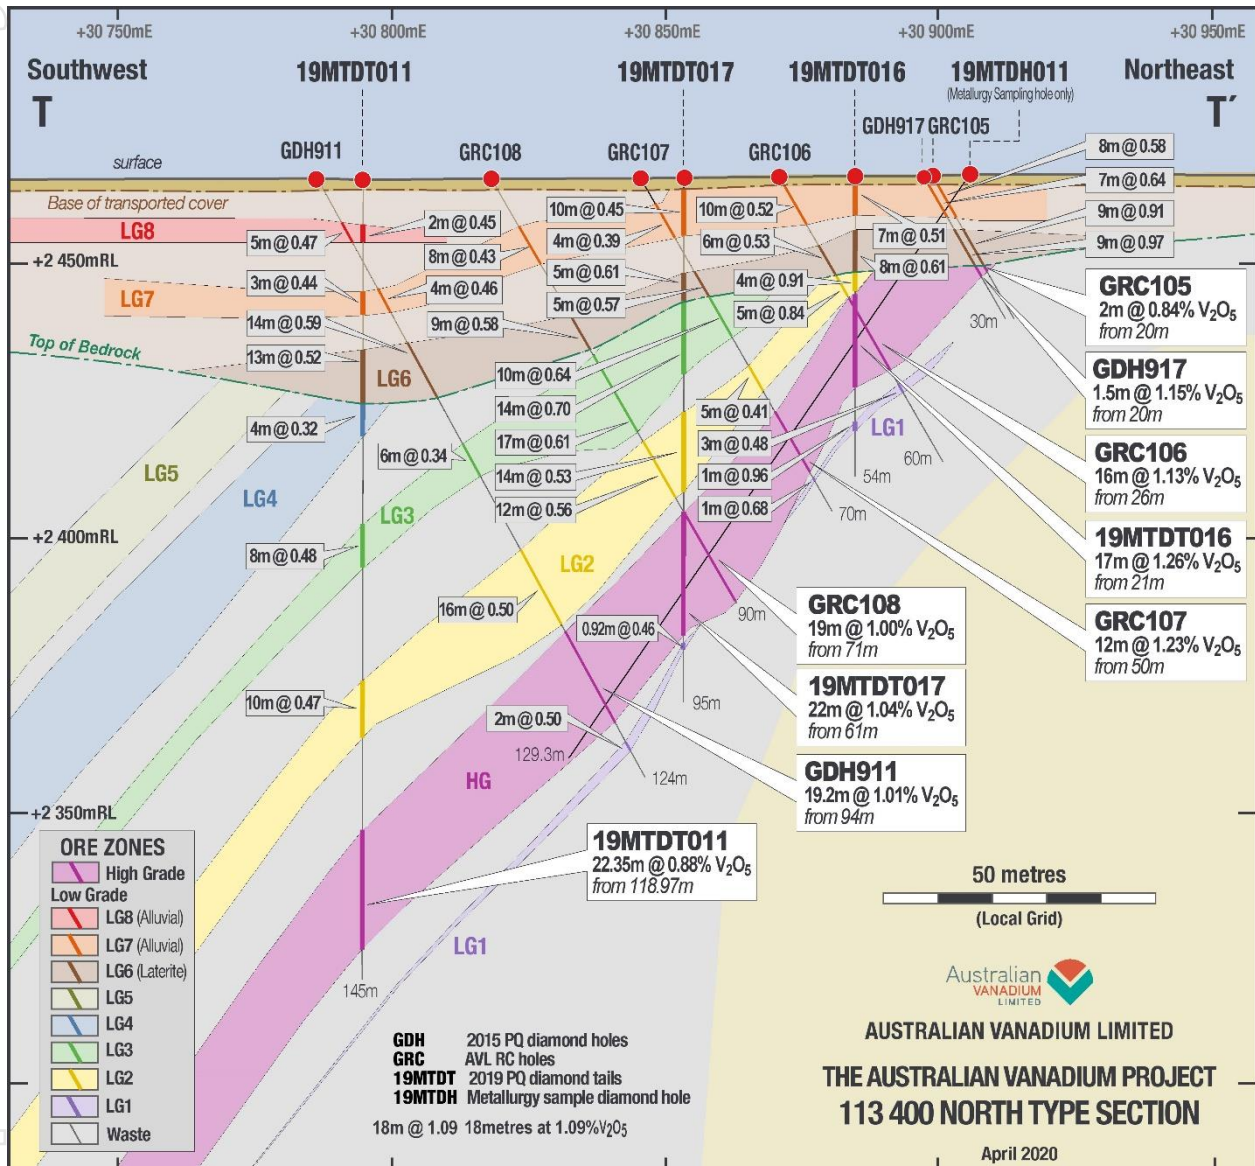 +30 750mE
+30 800mE
+30 850mE
+30 900mE
+30 950mE
Southwest
19MTDT011
19MTDT017
19MTDT016
19MTDH011
(Metallurgy Sampling hole only)
Northeast
T
T´
GDH917
GRC105
surface
GDH911
GRC108
GRC107
GRC106
Base of transported cover
LG8
LG7
Top of Bedrock
LG6
LG5
LG4
LG3
LG2
HG
LG1
LG1
+2 450mRL
+2 400mRL
+2 350mRL
5m @ 0.47
2m @ 0.45
3m @ 0.44
14m @ 0.59
13m @ 0.52
4m @ 0.32
8m @ 0.48
10m @ 0.47
8m @ 0.43
4m @ 0.46
9m @ 0.58
6m @ 0.34
16m @ 0.50
2m @ 0.50
10m @ 0.45
4m @ 0.39
5m @ 0.61
5m @ 0.57
10m @ 0.64
14m @ 0.70
17m @ 0.61
14m @ 0.53
12m @ 0.56
0.92m @ 0.46
10m @ 0.52
6m @ 0.53
4m @ 0.91
5m @ 0.84
5m @ 0.41
3m @ 0.48
1m @ 0.96
1m @ 0.68
7m @ 0.51
8m @ 0.61
8m @ 0.58
7m @ 0.64
9m @ 0.91
9m @ 0.97
30m
60m
54m
70m
90m
95m
124m
129.3m
145m
GRC105
2m @ 0.84% V₂O₅
from 20m
GDH917
1.5m @ 1.15% V₂O₅
from 20m
GRC106
16m @ 1.13% V₂O₅
from 26m
19MTDT016
17m @ 1.26% V₂O₅
from 21m
GRC107
12m @ 1.23% V₂O₅
from 50m
GRC108
19m @ 1.00% V₂O₅
from 71m
19MTDT017
22m @ 1.04% V₂O₅
from 61m
GDH911
19.2m @ 1.01% V₂O₅
from 94m
19MTDT011
22.35m @ 0.88% V₂O₅
from 118.97m
ORE ZONES
High Grade
Low Grade
LG8 (Alluvial)
LG7 (Alluvial)
LG6 (Laterite)
LG5
LG4
LG3
LG2
LG1
Waste
GDH 2015 PQ diamond holes
GRC AVL RC holes
19MTDT 2019 PQ diamond tails
19MTDH Metallurgy sample diamond hole
18m @ 1.09 18metres at 1.09%V₂O₅
50 metres
(Local Grid)
Australian
VANADIUM
LIMITED
AUSTRALIAN VANADIUM LIMITED
THE AUSTRALIAN VANADIUM PROJECT
113 400 NORTH TYPE SECTION
April 2020